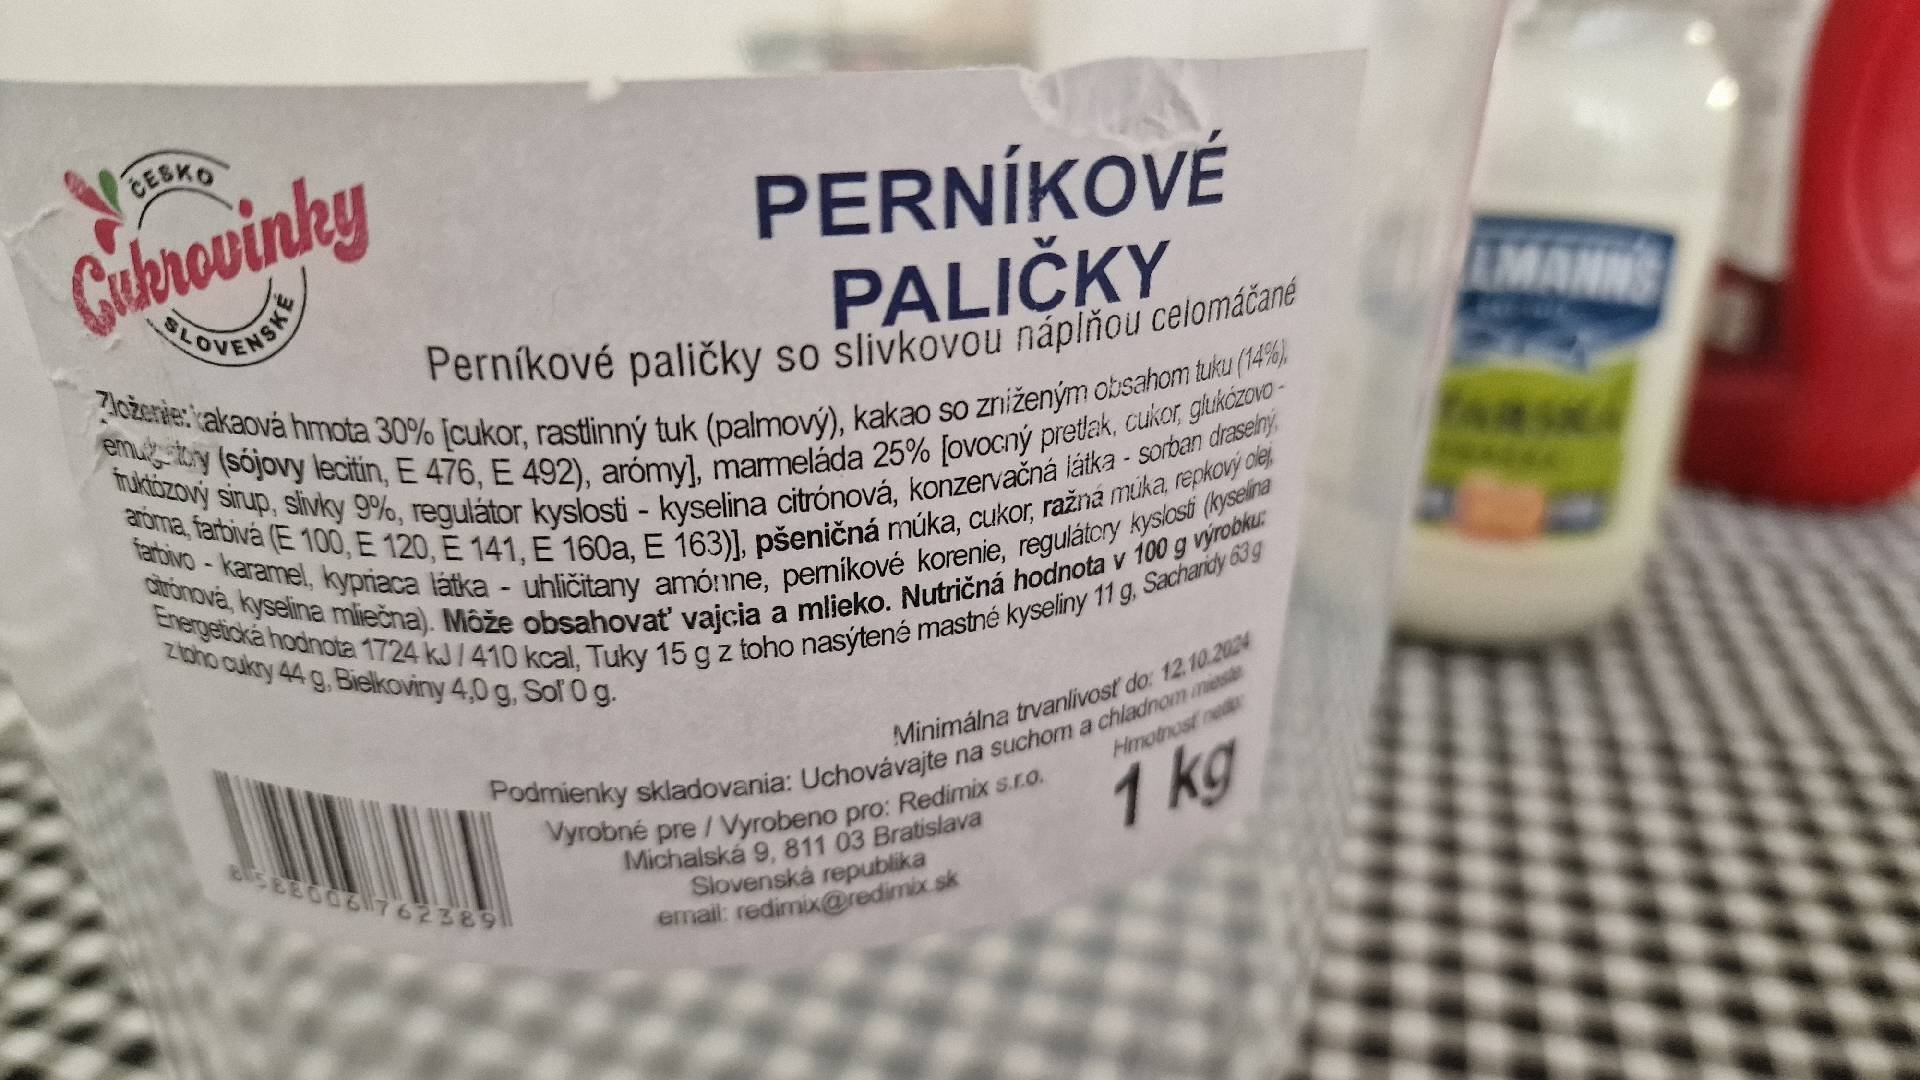 ČESKO
Cukrovinky
SLOVENSKÉ
PERNÍKOVÉ
PALIČKY
Perníkové paličky so slivkovou náplňou celomáčané
Zloženie: kakaová hmota 30% [cukor, rastlinný tuk (palmový), kakao so zníženým obsahom tuku (14%),
(sójovy lecitín, E 476, E 492), arómy], marmeláda 25% [ovocný pretlak, cukor, glukózovo -
fruktózový sirup, slivky 9%, regulátor kyslosti - kyselina citrónová, konzervačná látka - sorban draselný,
aróma, farbivá (E 100, E 120, E 141, E 160a, E 163)], pšeničná múka, cukor, ražná múka, repkový olej,
farbivo - karamel, kypriaca látka - uhličitany amónne, perníkové korenie, regulátory kyslosti (kyselina
citrónová, kyselina mliečna). Môže obsahovať vajcia a mlieko. Nutričná hodnota v 100 g výrobku:
Energetická hodnota 1724 kJ / 410 kcal, Tuky 15 g z toho nasýtené mastné kyseliny 11 g, Sacharidy 63 g
z toho cukry 44 g, Bielkoviny 4,0 g, Soľ 0 g.
Minimálna trvanlivosť do: 12.10.2024
Podmienky skladovania: Uchovávajte na suchom a chladnom mieste
Hmotnosť netto:
1 kg
Vyrobné pre / Vyrobeno pro: Redimix s.r.o.
Michalská 9, 811 03 Bratislava
Slovenská republika
email: redimix@redimix.sk
8 588006 762389
LMANN'S